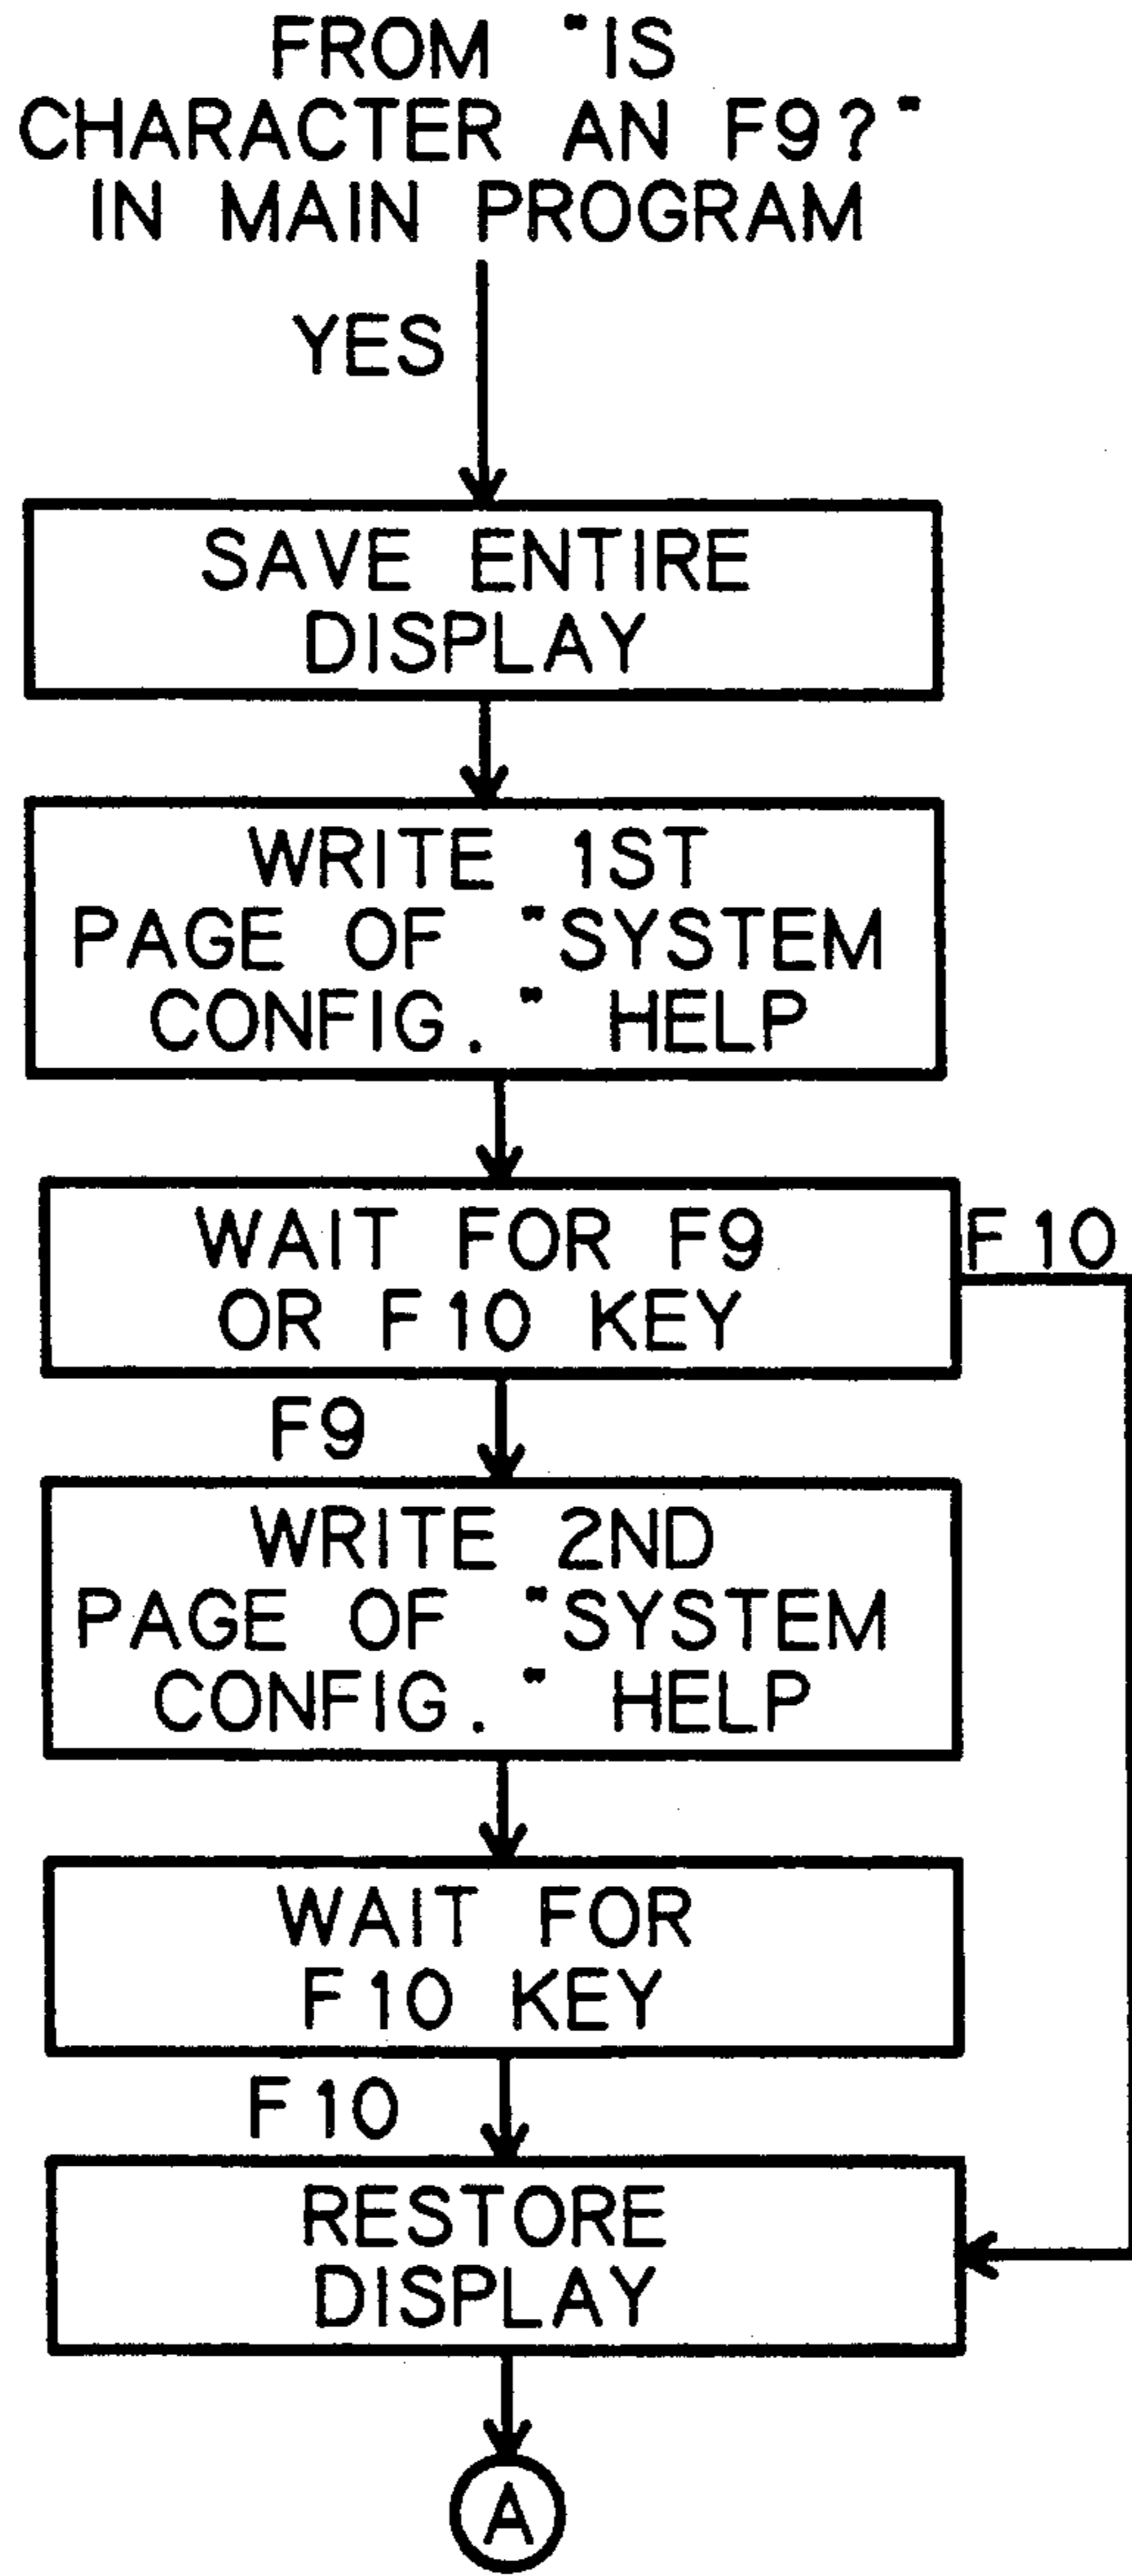 FROM "IS
CHARACTER AN F9?"
IN MAIN PROGRAM
YES
SAVE ENTIRE
DISPLAY
WRITE 1ST
PAGE OF "SYSTEM
CONFIG." HELP
WAIT FOR F9
OR F10 KEY
F10
F9
WRITE 2ND
PAGE OF "SYSTEM
CONFIG." HELP
WAIT FOR
F10 KEY
F10
RESTORE
DISPLAY
A